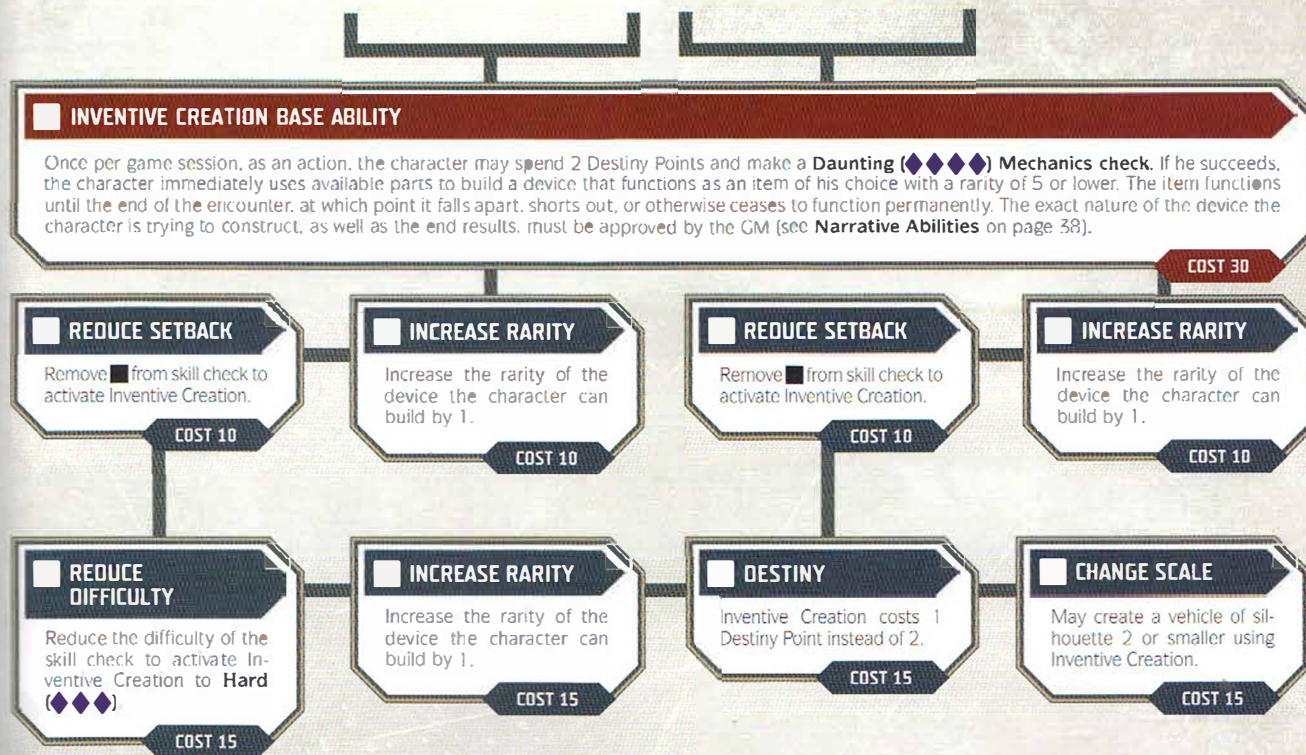 INVENTIVE CREATION BASE ABILITY
Once per game session, as an action, the character may spend 2 Destiny Points and make a Daunting (◆◆◆◆) Mechanics check. If he succeeds,
the character immediately uses available parts to build a device that functions as an item of his choice with a rarity of 5 or lower. The item functions
until the end of the encounter, at which point it falls apart, shorts out, or otherwise ceases to function permanently. The exact nature of the device the
character is trying to construct, as well as the end results, must be approved by the GM (see Narrative Abilities on page 38).
COST 30
REDUCE SETBACK
Remove ■ from skill check to
activate Inventive Creation.
COST 10
INCREASE RARITY
Increase the rarity of the
device the character can
build by 1.
COST 10
REDUCE SETBACK
Remove ■ from skill check to
activate Inventive Creation.
COST 10
INCREASE RARITY
Increase the rarity of the
device the character can
build by 1.
COST 10
REDUCE
DIFFICULTY
Reduce the difficulty of the
skill check to activate In-
ventive Creation to Hard
(◆◆◆)
COST 15
INCREASE RARITY
Increase the rarity of the
device the character can
build by 1.
COST 15
DESTINY
Inventive Creation costs 1
Destiny Point instead of 2.
COST 15
CHANGE SCALE
May create a vehicle of sil-
houette 2 or smaller using
Inventive Creation.
COST 15